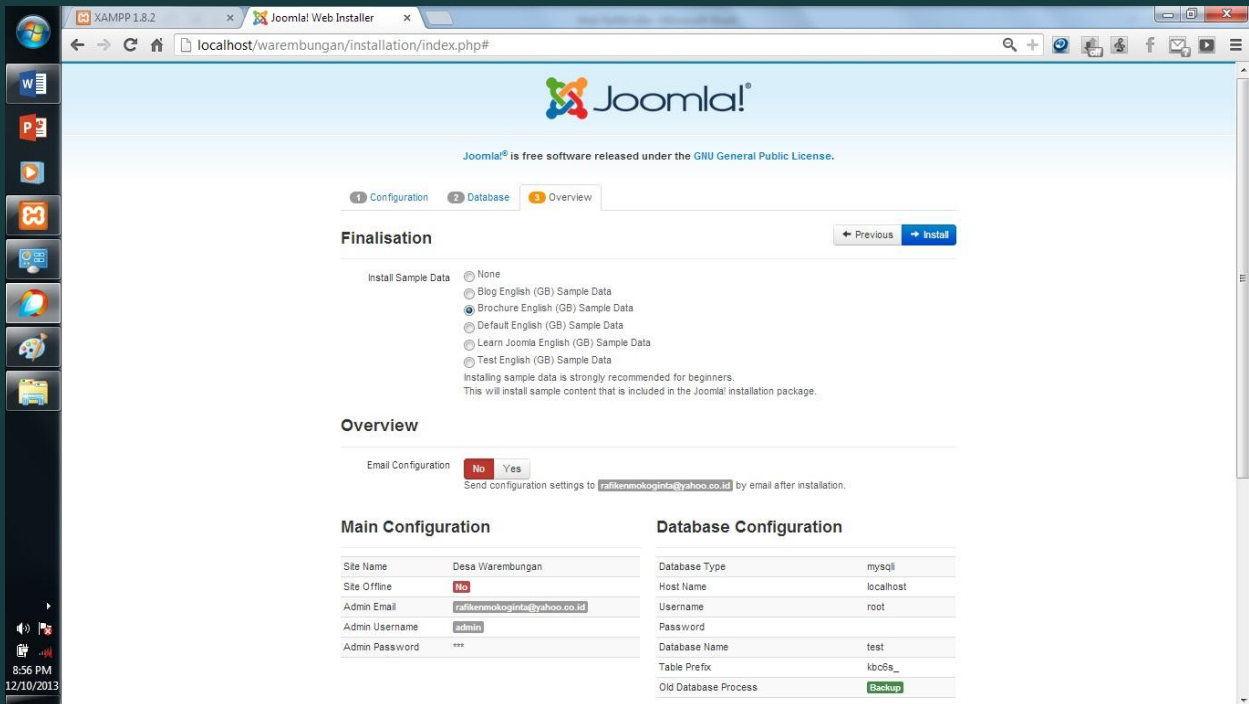 XAMPP 1.8.2
Joomla! Web Installer
localhost/warembungan/installation/index.php#
Joomla!®
Joomla!® is free software released under the GNU General Public License.
1 Configuration
2 Database
3 Overview
Finalisation
Previous
Install
Install Sample Data
None
Blog English (GB) Sample Data
Brochure English (GB) Sample Data
Default English (GB) Sample Data
Learn Joomla English (GB) Sample Data
Test English (GB) Sample Data
Installing sample data is strongly recommended for beginners.
This will install sample content that is included in the Joomla! installation package.
Overview
Email Configuration
No Yes
Send configuration settings to rafikenmokoginta@yahoo.co.id by email after installation.
Main Configuration
Site Name Desa Warembungan
Site Offline No
Admin Email rafikenmokoginta@yahoo.co.id
Admin Username admin
Admin Password ***
Database Configuration
Database Type mysqli
Host Name localhost
Username root
Password
Database Name test
Table Prefix kbc6s_
Old Database Process Backup
8:56 PM
12/10/2013